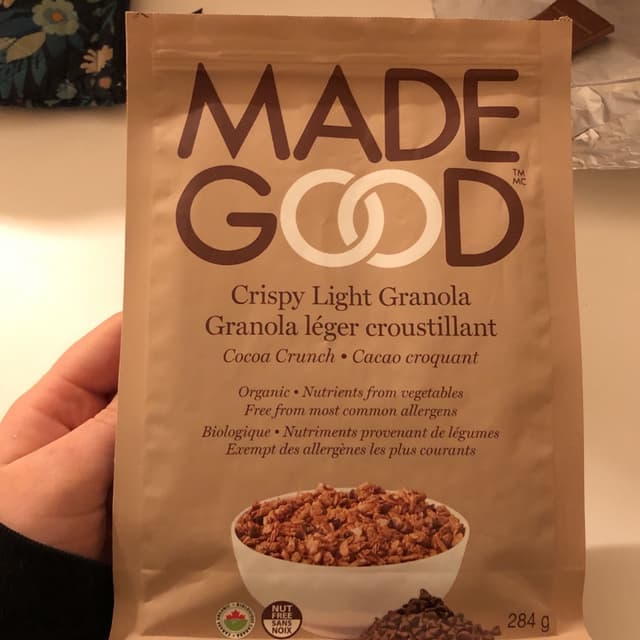 MADE
GOOD
TM
MC
Crispy Light Granola
Granola léger croustillant
Cocoa Crunch • Cacao croquant
Organic • Nutrients from vegetables
Free from most common allergens
Biologique • Nutriments provenant de légumes
Exempt des allergènes les plus courants
NUT
FREE
SANS
NOIX
284 g